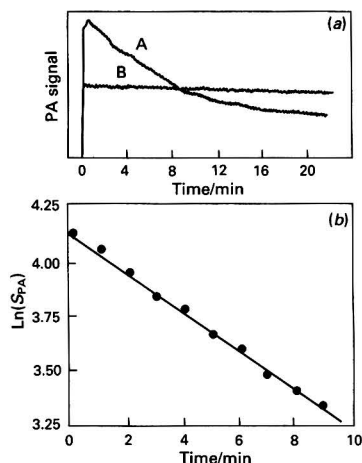 (a)
A
B
PA signal
0 4 8 12 16 20
Time/min
(b)
4.25
4.00
3.75
3.50
3.25
Ln(SPA)
0 2 4 6 8 10
Time/min